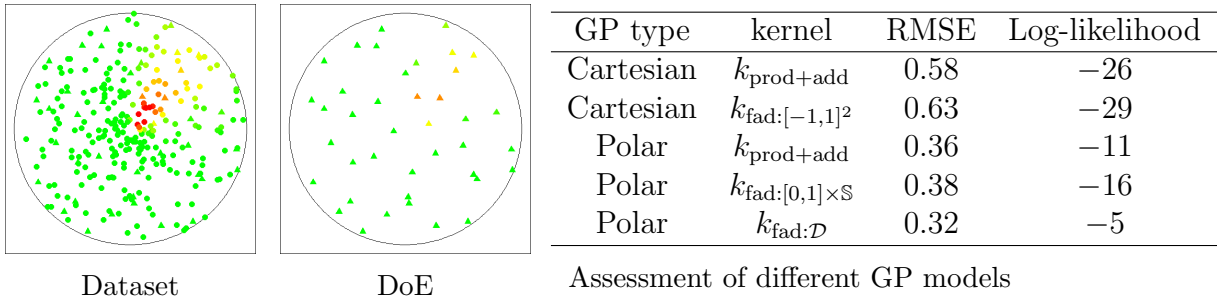 GP type kernel RMSE Log-likelihood
Cartesian k_prod+add 0.58 −26
Cartesian k_fad:[−1,1]² 0.63 −29
Polar k_prod+add 0.36 −11
Polar k_fad:[0,1]×𝕊 0.38 −16
Polar k_fad:𝒟 0.32 −5
Dataset
DoE
Assessment of different GP models